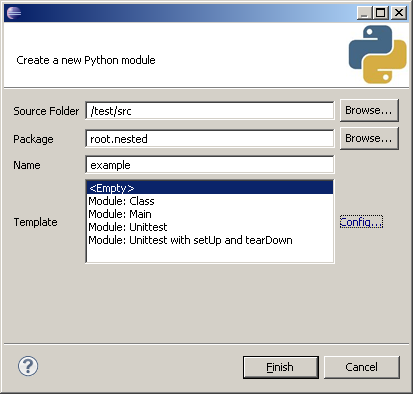 Create a new Python module
Source Folder /test/src Browse...
Package root.nested Browse...
Name example
<Empty>
Module: Class
Module: Main
Module: Unittest
Module: Unittest with setUp and tearDown
Template Config...
? Finish Cancel